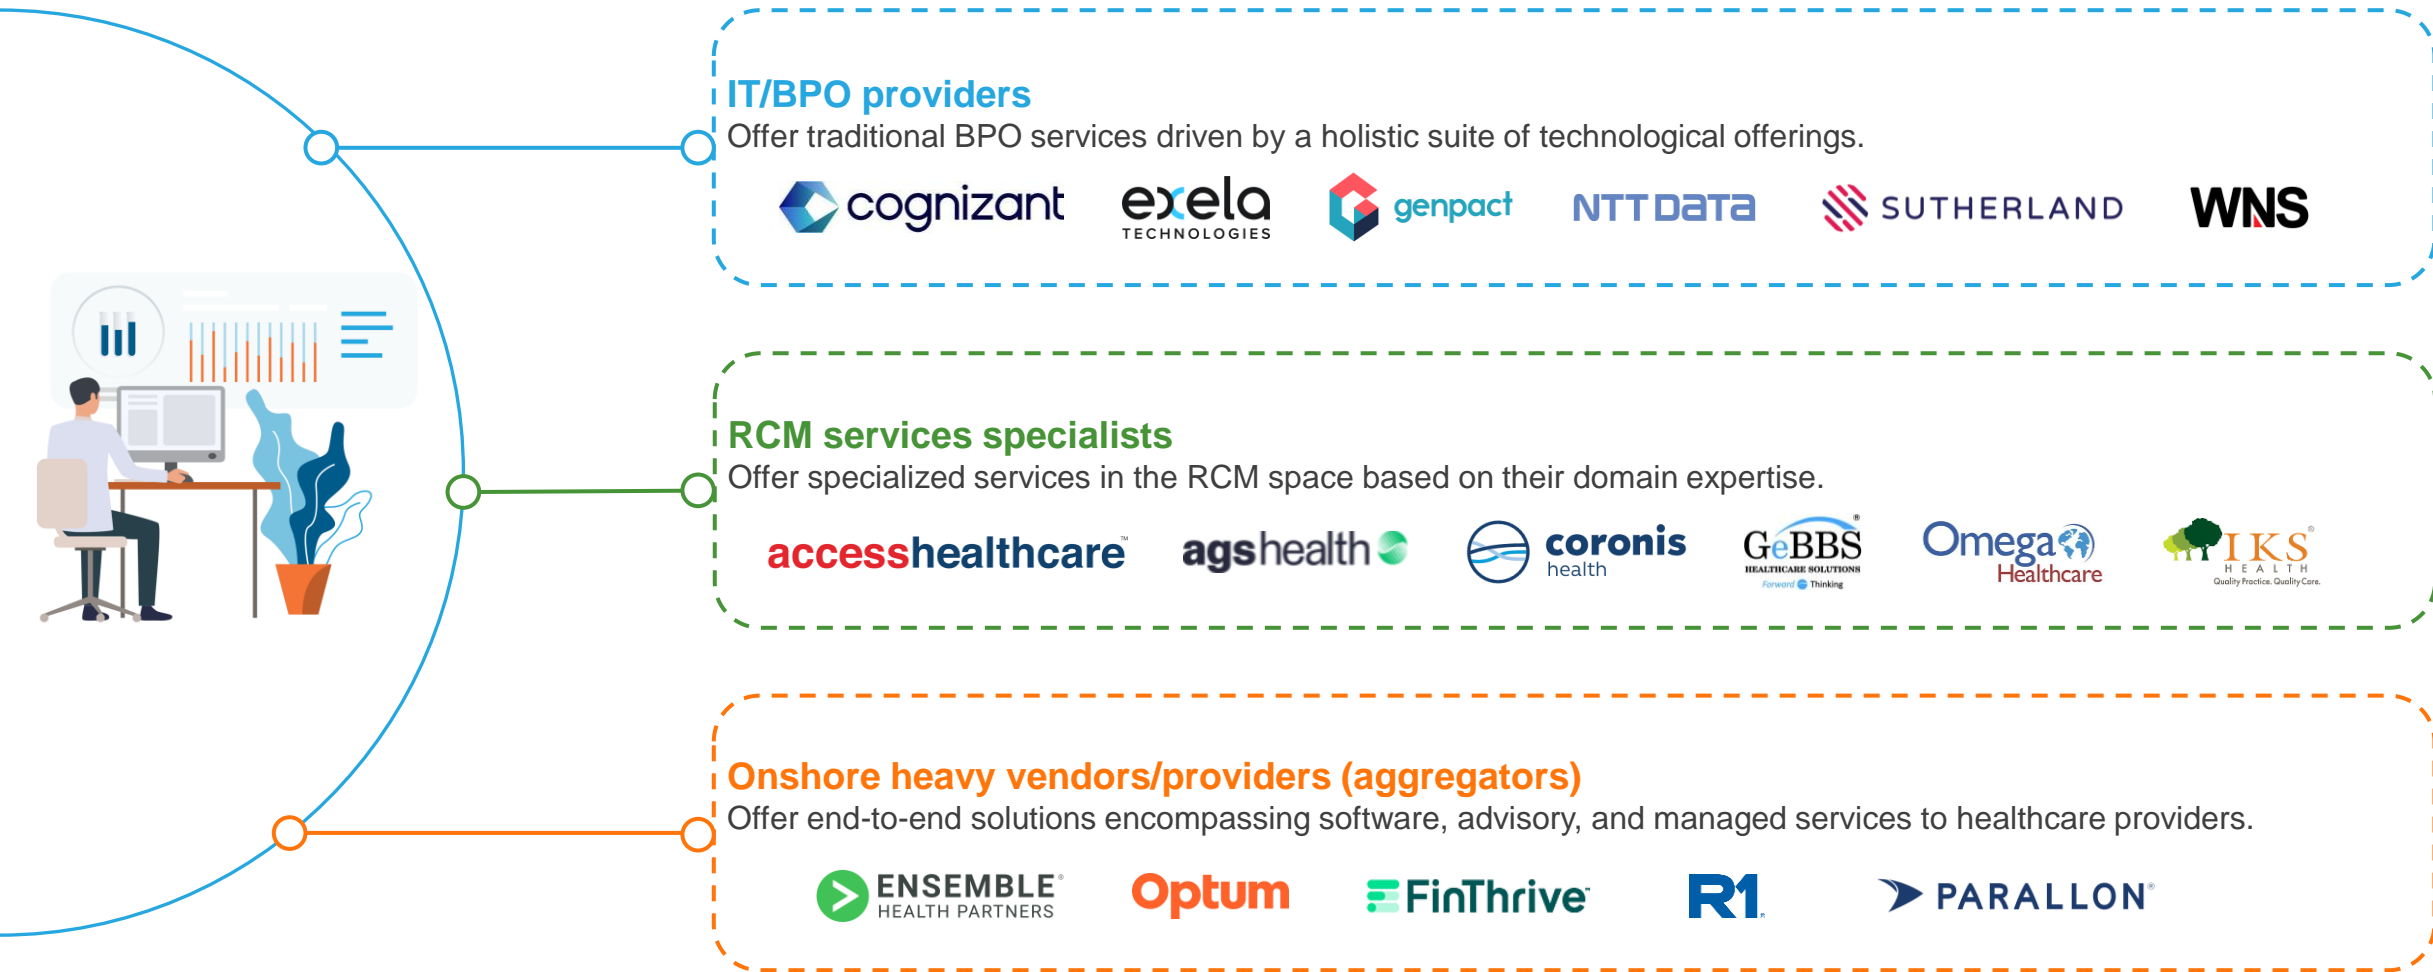 IT/BPO providers
Offer traditional BPO services driven by a holistic suite of technological offerings.
cognizant
exela
TECHNOLOGIES
genpact
NTT DATA
SUTHERLAND
WNS
RCM services specialists
Offer specialized services in the RCM space based on their domain expertise.
accesshealthcare™
agshealth
coronis
health
GeBBS®
HEALTHCARE SOLUTIONS
Forward Thinking
Omega
Healthcare
IKS®
HEALTH
Quality Practice. Quality Care.
Onshore heavy vendors/providers (aggregators)
Offer end-to-end solutions encompassing software, advisory, and managed services to healthcare providers.
ENSEMBLE®
HEALTH PARTNERS
Optum
FinThrive™
R1®
PARALLON®